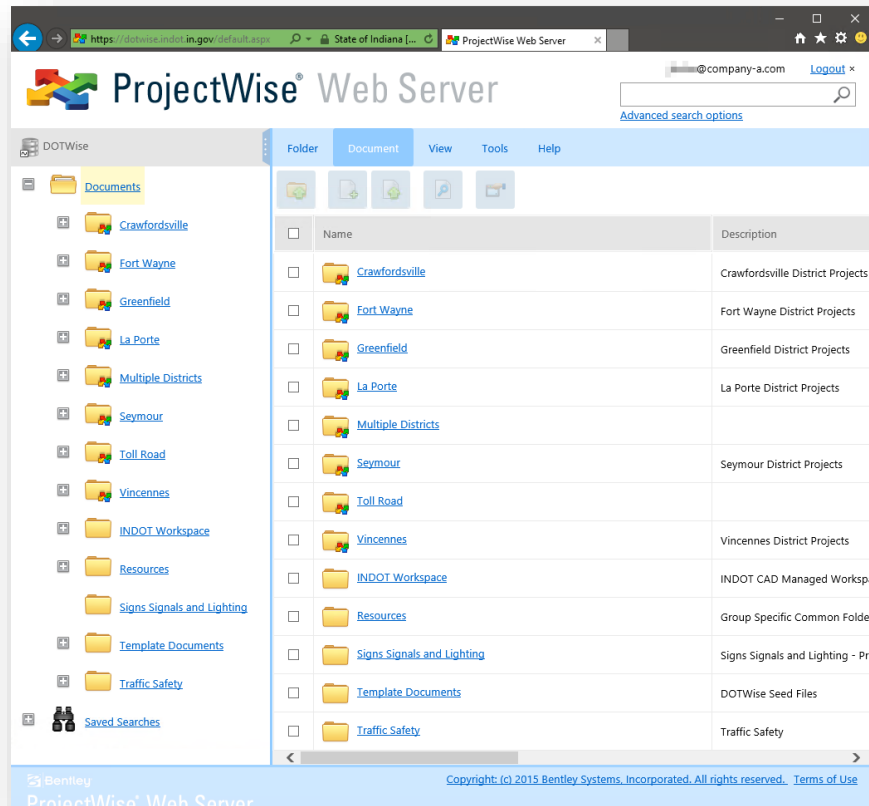 https://dotwise.indot.in.gov/default.aspx
State of Indiana [...
ProjectWise Web Server
@company-a.com
Logout
ProjectWise® Web Server
Advanced search options
DOTWise
Folder
Document
View
Tools
Help
Documents
Crawfordsville
Fort Wayne
Greenfield
La Porte
Multiple Districts
Seymour
Toll Road
Vincennes
INDOT Workspace
Resources
Signs Signals and Lighting
Template Documents
Traffic Safety
Saved Searches
Name Description
Crawfordsville Crawfordsville District Projects
Fort Wayne Fort Wayne District Projects
Greenfield Greenfield District Projects
La Porte La Porte District Projects
Multiple Districts
Seymour Seymour District Projects
Toll Road
Vincennes Vincennes District Projects
INDOT Workspace INDOT CAD Managed Workspa
Resources Group Specific Common Folde
Signs Signals and Lighting Signs Signals and Lighting - Pr
Template Documents DOTWise Seed Files
Traffic Safety Traffic Safety
Bentley
ProjectWise® Web Server
Copyright: (c) 2015 Bentley Systems, Incorporated. All rights reserved. Terms of Use